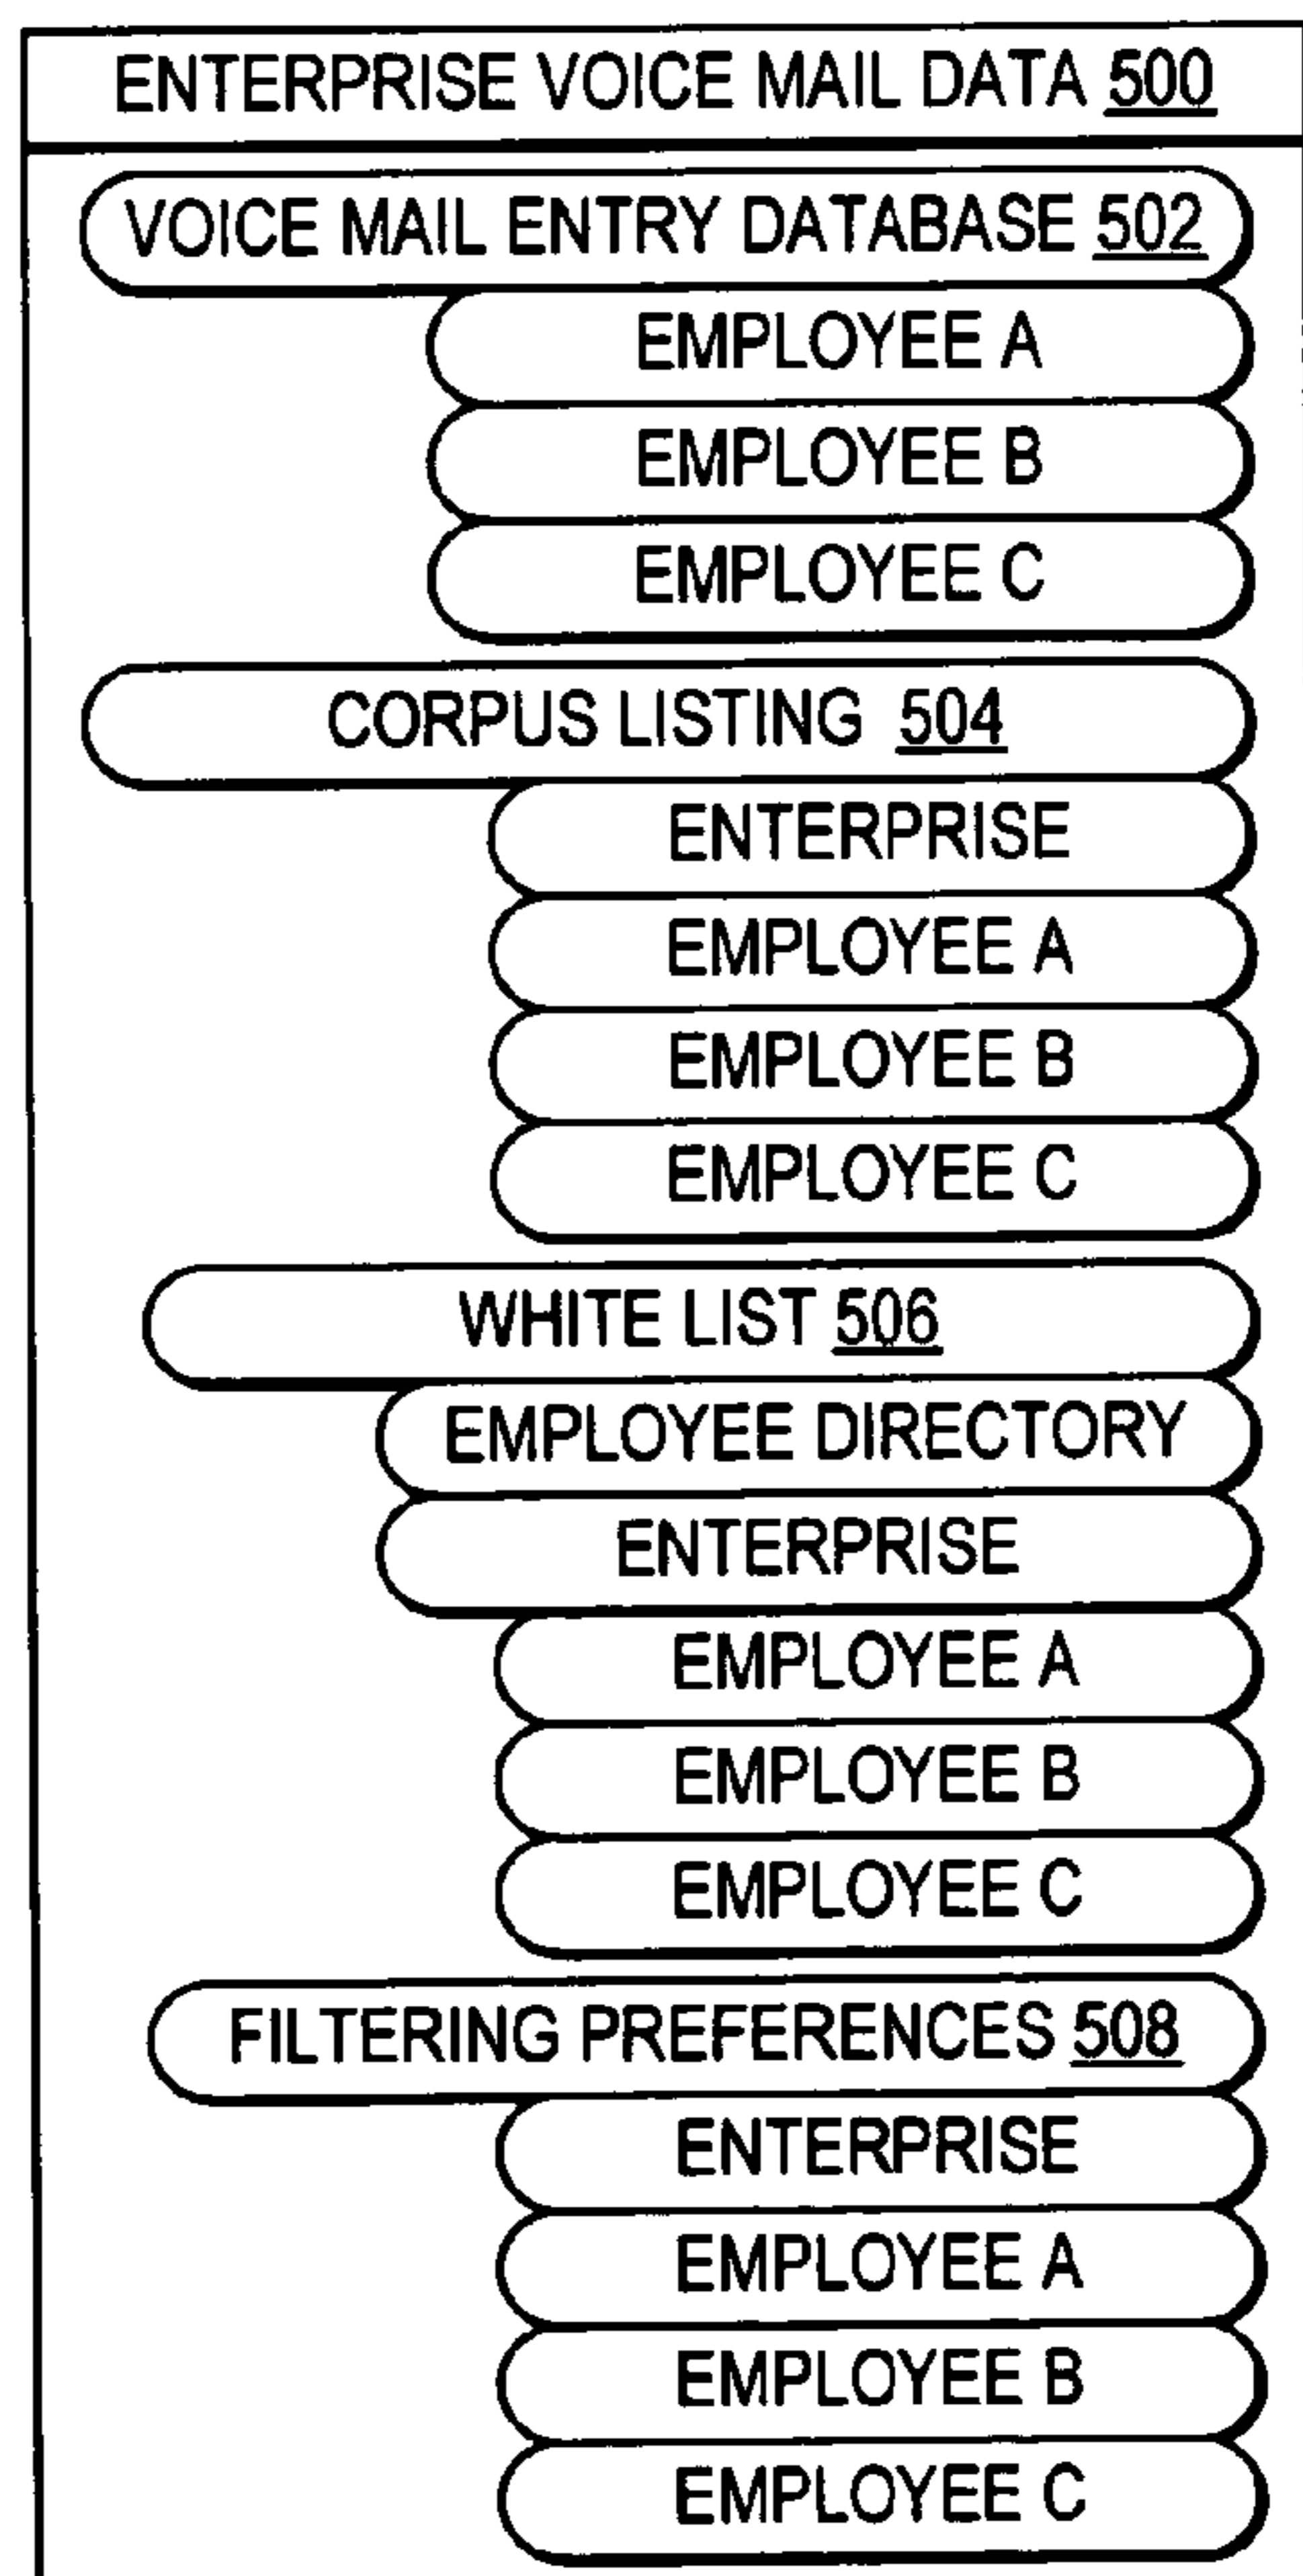 ENTERPRISE VOICE MAIL DATA 500
VOICE MAIL ENTRY DATABASE 502
EMPLOYEE A
EMPLOYEE B
EMPLOYEE C
CORPUS LISTING 504
ENTERPRISE
EMPLOYEE A
EMPLOYEE B
EMPLOYEE C
WHITE LIST 506
EMPLOYEE DIRECTORY
ENTERPRISE
EMPLOYEE A
EMPLOYEE B
EMPLOYEE C
FILTERING PREFERENCES 508
ENTERPRISE
EMPLOYEE A
EMPLOYEE B
EMPLOYEE C